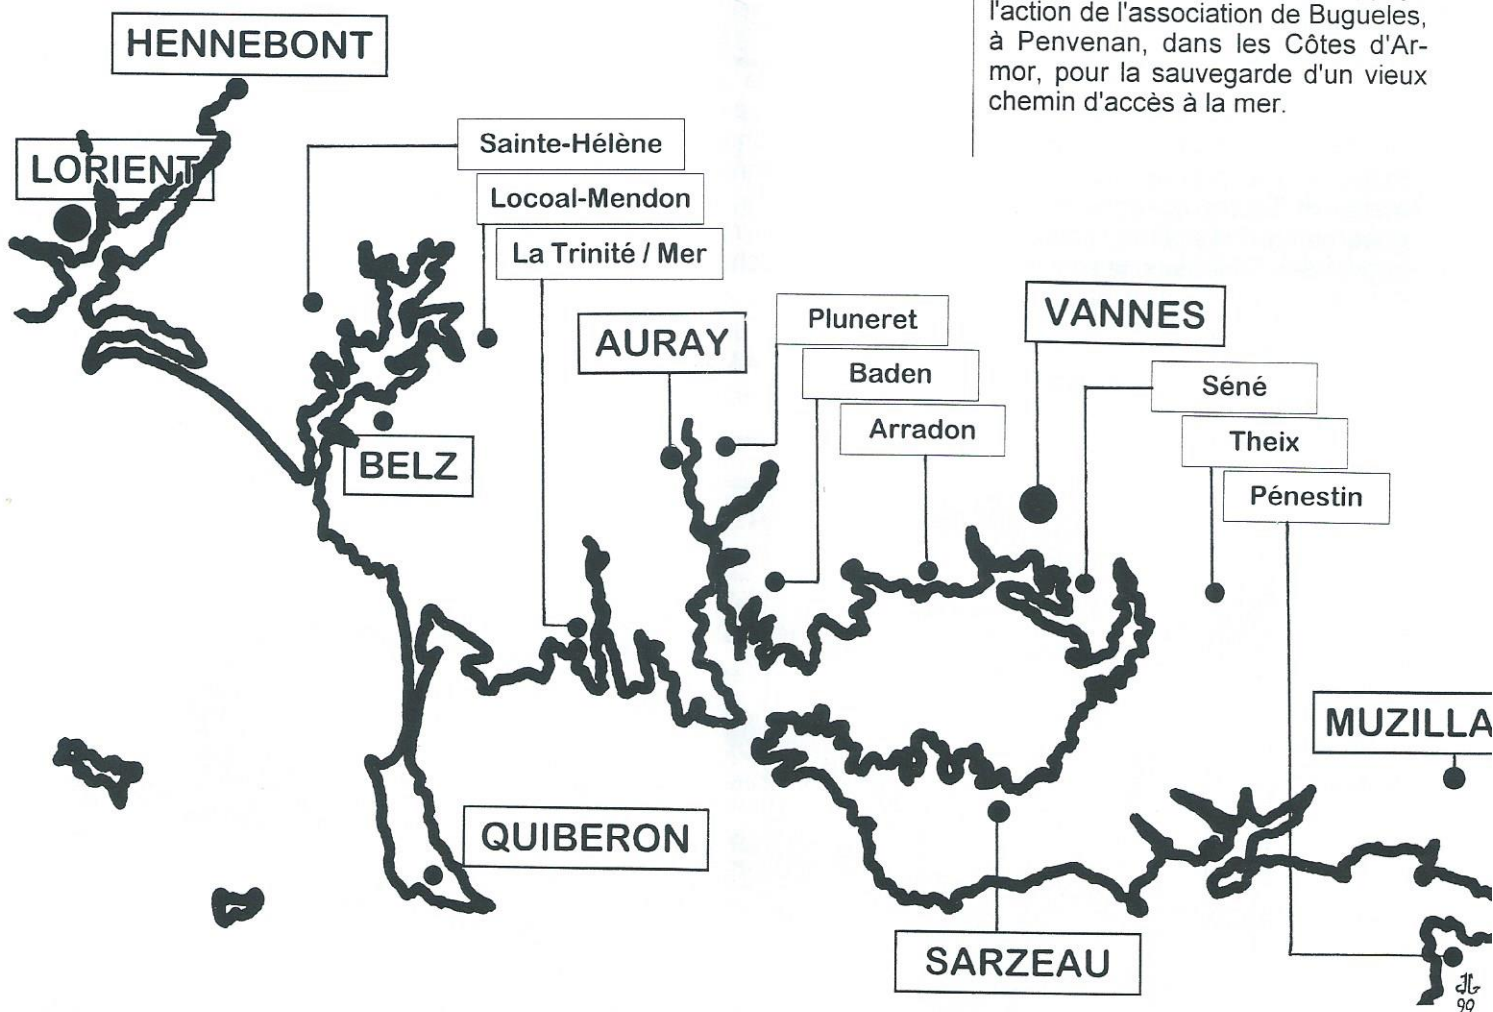 l'action de l'association de Bugueles,
à Penvenan, dans les Côtes d'Ar-
mor, pour la sauvegarde d'un vieux
chemin d'accès à la mer.
HENNEBONT
LORIENT
Sainte-Hélène
Locoal-Mendon
La Trinité / Mer
AURAY
Pluneret
Baden
Arradon
VANNES
Séné
Theix
Pénestin
BELZ
MUZILLA
QUIBERON
SARZEAU
99